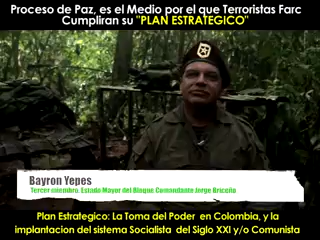 Proceso de Paz, es el Medio por el que Terroristas Farc
Cumpliran su "PLAN ESTRATEGICO"
Bayron Yepes
Tercer miembro. Estado Mayor del Bloque Comandante Jorge Briceño
Plan Estrategico: La Toma del Poder en Colombia, y la
implantacion del sistema Socialista del Siglo XXI y/o Comunista